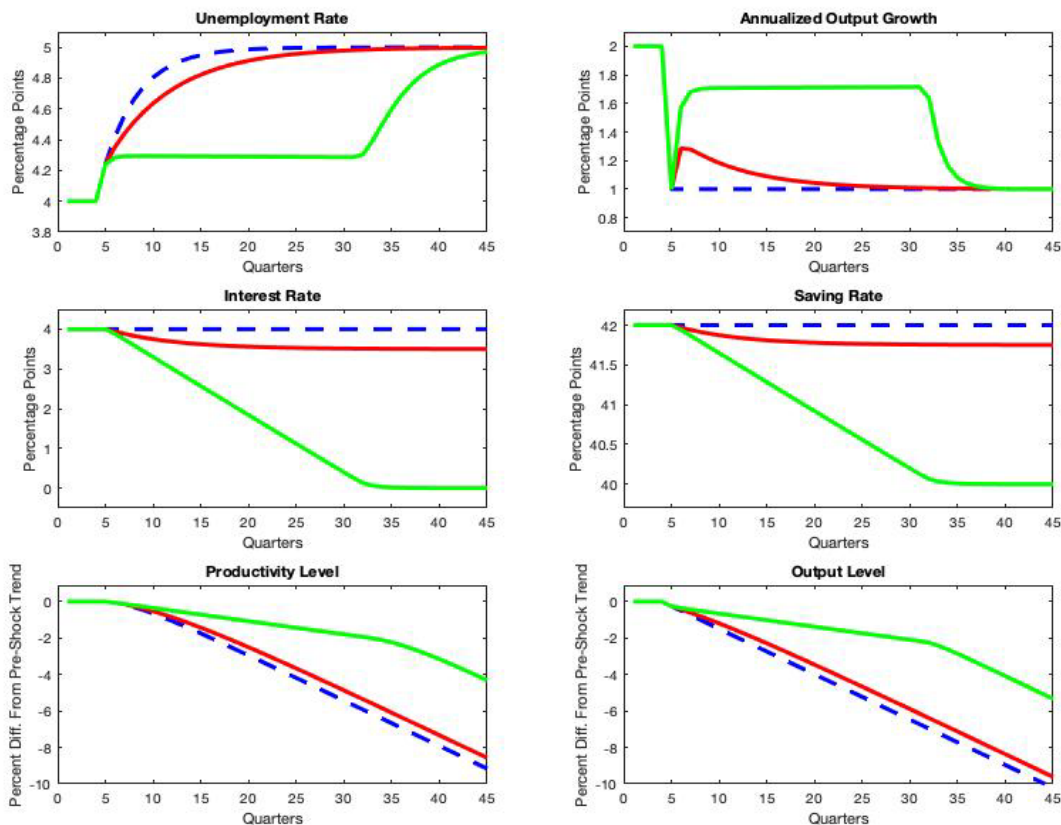 Unemployment Rate
Percentage Points
5
4.8
4.6
4.4
4.2
4
3.8
0 5 10 15 20 25 30 35 40 45
Quarters
Annualized Output Growth
Percentage Points
2
1.8
1.6
1.4
1.2
1
0.8
0 5 10 15 20 25 30 35 40 45
Quarters
Interest Rate
Percentage Points
4
3
2
1
0
0 5 10 15 20 25 30 35 40 45
Quarters
Saving Rate
Percentage Points
42
41.5
41
40.5
40
0 5 10 15 20 25 30 35 40 45
Quarters
Productivity Level
Percent Diff. From Pre-Shock Trend
0
-2
-4
-6
-8
-10
0 5 10 15 20 25 30 35 40 45
Quarters
Output Level
Percent Diff. From Pre-Shock Trend
0
-2
-4
-6
-8
-10
0 5 10 15 20 25 30 35 40 45
Quarters